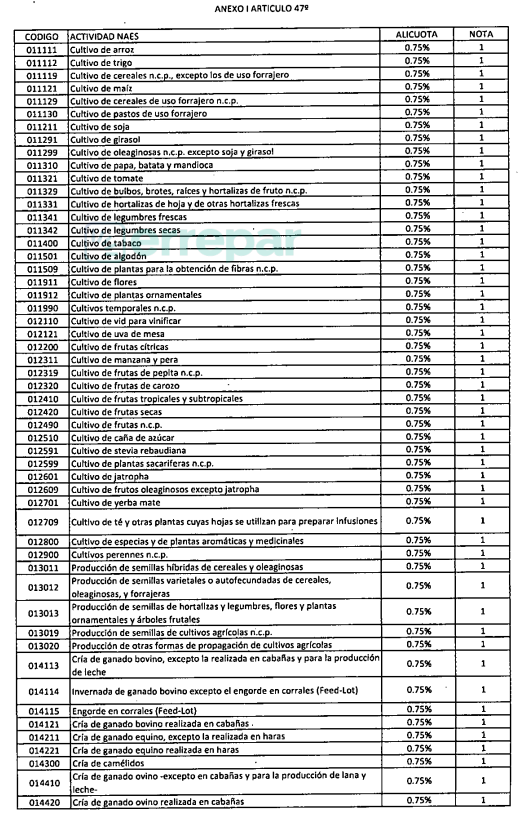 ANEXO I ARTICULO 47º
CODIGO ACTIVIDAD NAES ALICUOTA NOTA
011111 Cultivo de arroz 0.75% 1
011112 Cultivo de trigo 0.75% 1
011119 Cultivo de cereales n.c.p., excepto los de uso forrajero 0.75% 1
011121 Cultivo de maíz 0.75% 1
011129 Cultivo de cereales de uso forrajero n.c.p. 0.75% 1
011130 Cultivo de pastos de uso forrajero 0.75% 1
011211 Cultivo de soja 0.75% 1
011291 Cultivo de girasol 0.75% 1
011299 Cultivo de oleaginosas n.c.p. excepto soja y girasol 0.75% 1
011310 Cultivo de papa, batata y mandioca 0.75% 1
011321 Cultivo de tomate 0.75% 1
011329 Cultivo de bulbos, brotes, raíces y hortalizas de fruto n.c.p. 0.75% 1
011331 Cultivo de hortalizas de hoja y de otras hortalizas frescas 0.75% 1
011341 Cultivo de legumbres frescas 0.75% 1
011342 Cultivo de legumbres secas 0.75% 1
011400 Cultivo de tabaco 0.75% 1
011501 Cultivo de algodón 0.75% 1
011509 Cultivo de plantas para la obtención de fibras n.c.p. 0.75% 1
011911 Cultivo de flores 0.75% 1
011912 Cultivo de plantas ornamentales 0.75% 1
011990 Cultivos temporales n.c.p. 0.75% 1
012110 Cultivo de vid para vinificar 0.75% 1
012121 Cultivo de uva de mesa 0.75% 1
012200 Cultivo de frutas cítricas 0.75% 1
012311 Cultivo de manzana y pera 0.75% 1
012319 Cultivo de frutas de pepita n.c.p. 0.75% 1
012320 Cultivo de frutas de carozo 0.75% 1
012410 Cultivo de frutas tropicales y subtropicales 0.75% 1
012420 Cultivo de frutas secas 0.75% 1
012490 Cultivo de frutas n.c.p. 0.75% 1
012510 Cultivo de caña de azúcar 0.75% 1
012591 Cultivo de stevia rebaudiana 0.75% 1
012599 Cultivo de plantas sacariferas n.c.p. 0.75% 1
012601 Cultivo de jatropha 0.75% 1
012609 Cultivo de frutos oleaginosos excepto jatropha 0.75% 1
012701 Cultivo de yerba mate 0.75% 1
012709 Cultivo de té y otras plantas cuyas hojas se utilizan para preparar infusiones 0.75% 1
012800 Cultivo de especias y de plantas aromáticas y medicinales 0.75% 1
012900 Cultivos perennes n.c.p. 0.75% 1
013011 Producción de semillas híbridas de cereales y oleaginosas 0.75% 1
013012 Producción de semillas varietales o autofecundadas de cereales, 0.75% 1
oleaginosas, y forrajeras
013013 Producción de semillas de hortalizas y legumbres, flores y plantas 0.75% 1
ornamentales y árboles frutales
013019 Producción de semillas de cultivos agrícolas n.c.p. 0.75% 1
013020 Producción de otras formas de propagación de cultivos agrícolas 0.75% 1
014113 Cría de ganado bovino, excepto la realizada en cabañas y para la producción 0.75% 1
de leche
014114 Invernada de ganado bovino excepto el engorde en corrales (Feed-Lot) 0.75% 1
014115 Engorde en corrales (Feed-Lot) 0.75% 1
014121 Cría de ganado bovino realizada en cabañas 0.75% 1
014211 Cría de ganado equino, excepto la realizada en haras 0.75% 1
014221 Cría de ganado equino realizada en haras 0.75% 1
014300 Cría de camélidos 0.75% 1
014410 Cría de ganado ovino -excepto en cabañas y para la producción de lana y 0.75% 1
leche-
014420 Cría de ganado ovino realizada en cabañas 0.75% 1
errepar